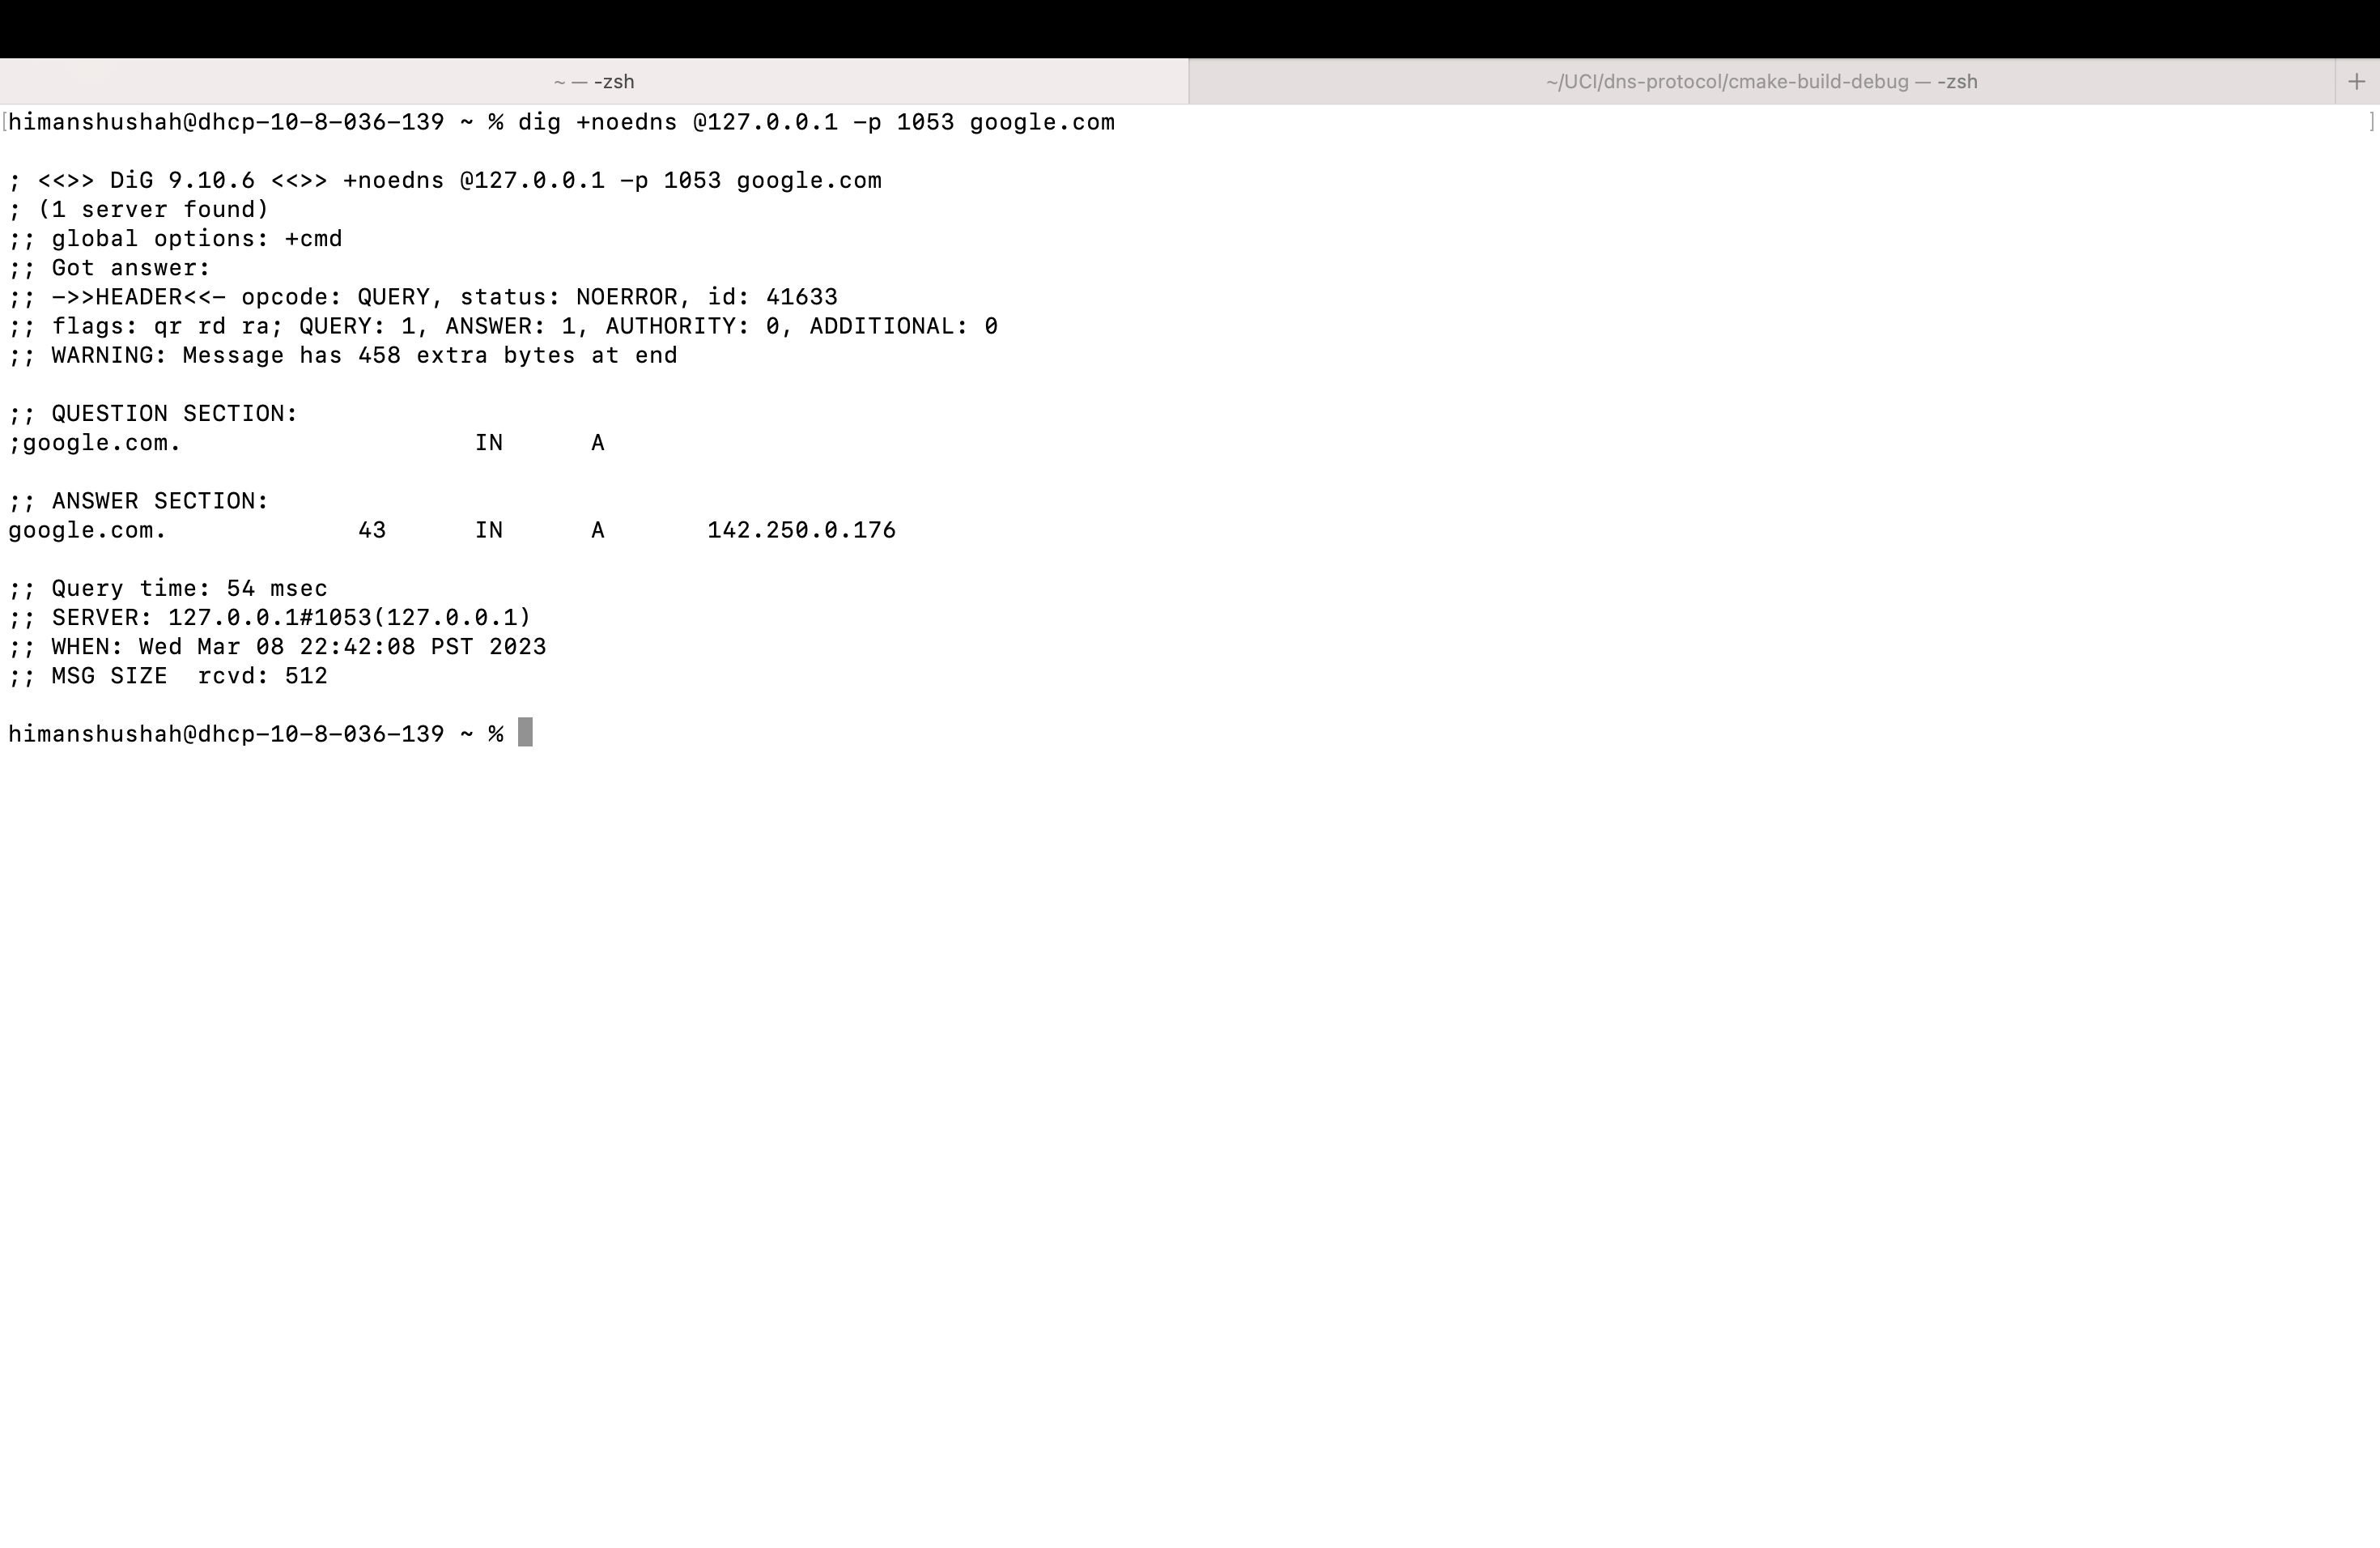 ~ — -zsh
~/UCI/dns-protocol/cmake-build-debug — -zsh
+
[himanshushah@dhcp-10-8-036-139 ~ % dig +noedns @127.0.0.1 -p 1053 google.com ]
; <<>> DiG 9.10.6 <<>> +noedns @127.0.0.1 -p 1053 google.com
; (1 server found)
;; global options: +cmd
;; Got answer:
;; ->>HEADER<<- opcode: QUERY, status: NOERROR, id: 41633
;; flags: qr rd ra; QUERY: 1, ANSWER: 1, AUTHORITY: 0, ADDITIONAL: 0
;; WARNING: Message has 458 extra bytes at end
;; QUESTION SECTION:
;google.com. IN A
;; ANSWER SECTION:
google.com. 43 IN A 142.250.0.176
;; Query time: 54 msec
;; SERVER: 127.0.0.1#1053(127.0.0.1)
;; WHEN: Wed Mar 08 22:42:08 PST 2023
;; MSG SIZE  rcvd: 512
himanshushah@dhcp-10-8-036-139 ~ %